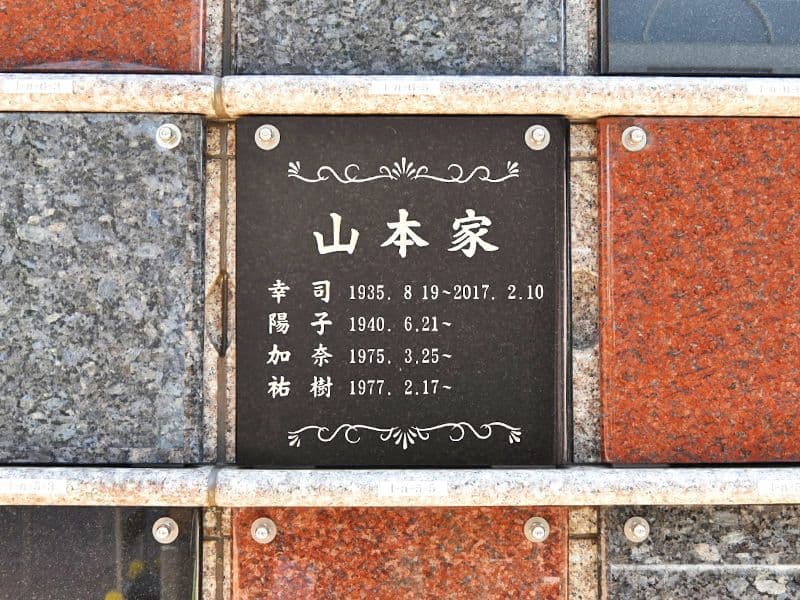 山本家
幸司 1935. 8 19~2017. 2.10
陽子 1940. 6.21~
加奈 1975. 3.25~
祐樹 1977. 2.17~